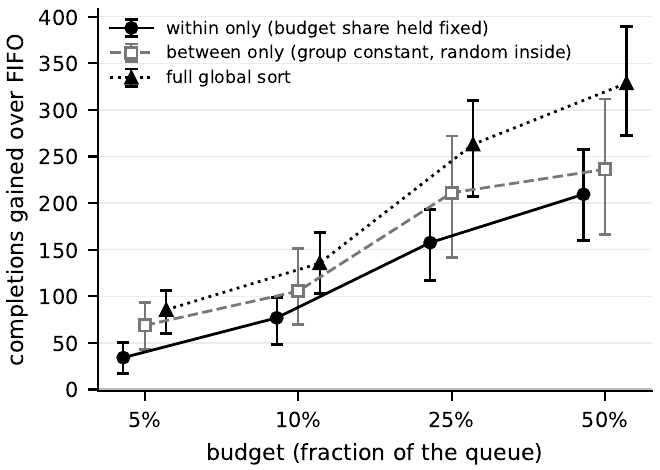 400
350
300
250
200
150
100
50
0
completions gained over FIFO
within only (budget share held fixed)
between only (group constant, random inside)
full global sort
5%
10%
25%
50%
budget (fraction of the queue)